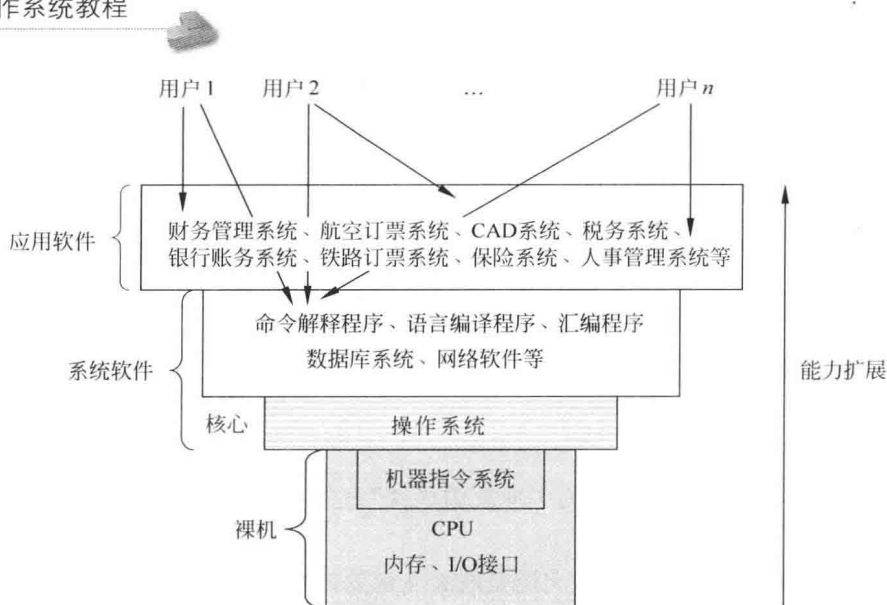 作系统教程
用户1 用户2 … 用户n
应用软件
财务管理系统、航空订票系统、CAD系统、税务系统、
银行账务系统、铁路订票系统、保险系统、人事管理系统等
系统软件
命令解释程序、语言编译程序、汇编程序
数据库系统、网络软件等
能力扩展
核心
操作系统
裸机
机器指令系统
CPU
内存、I/O接口